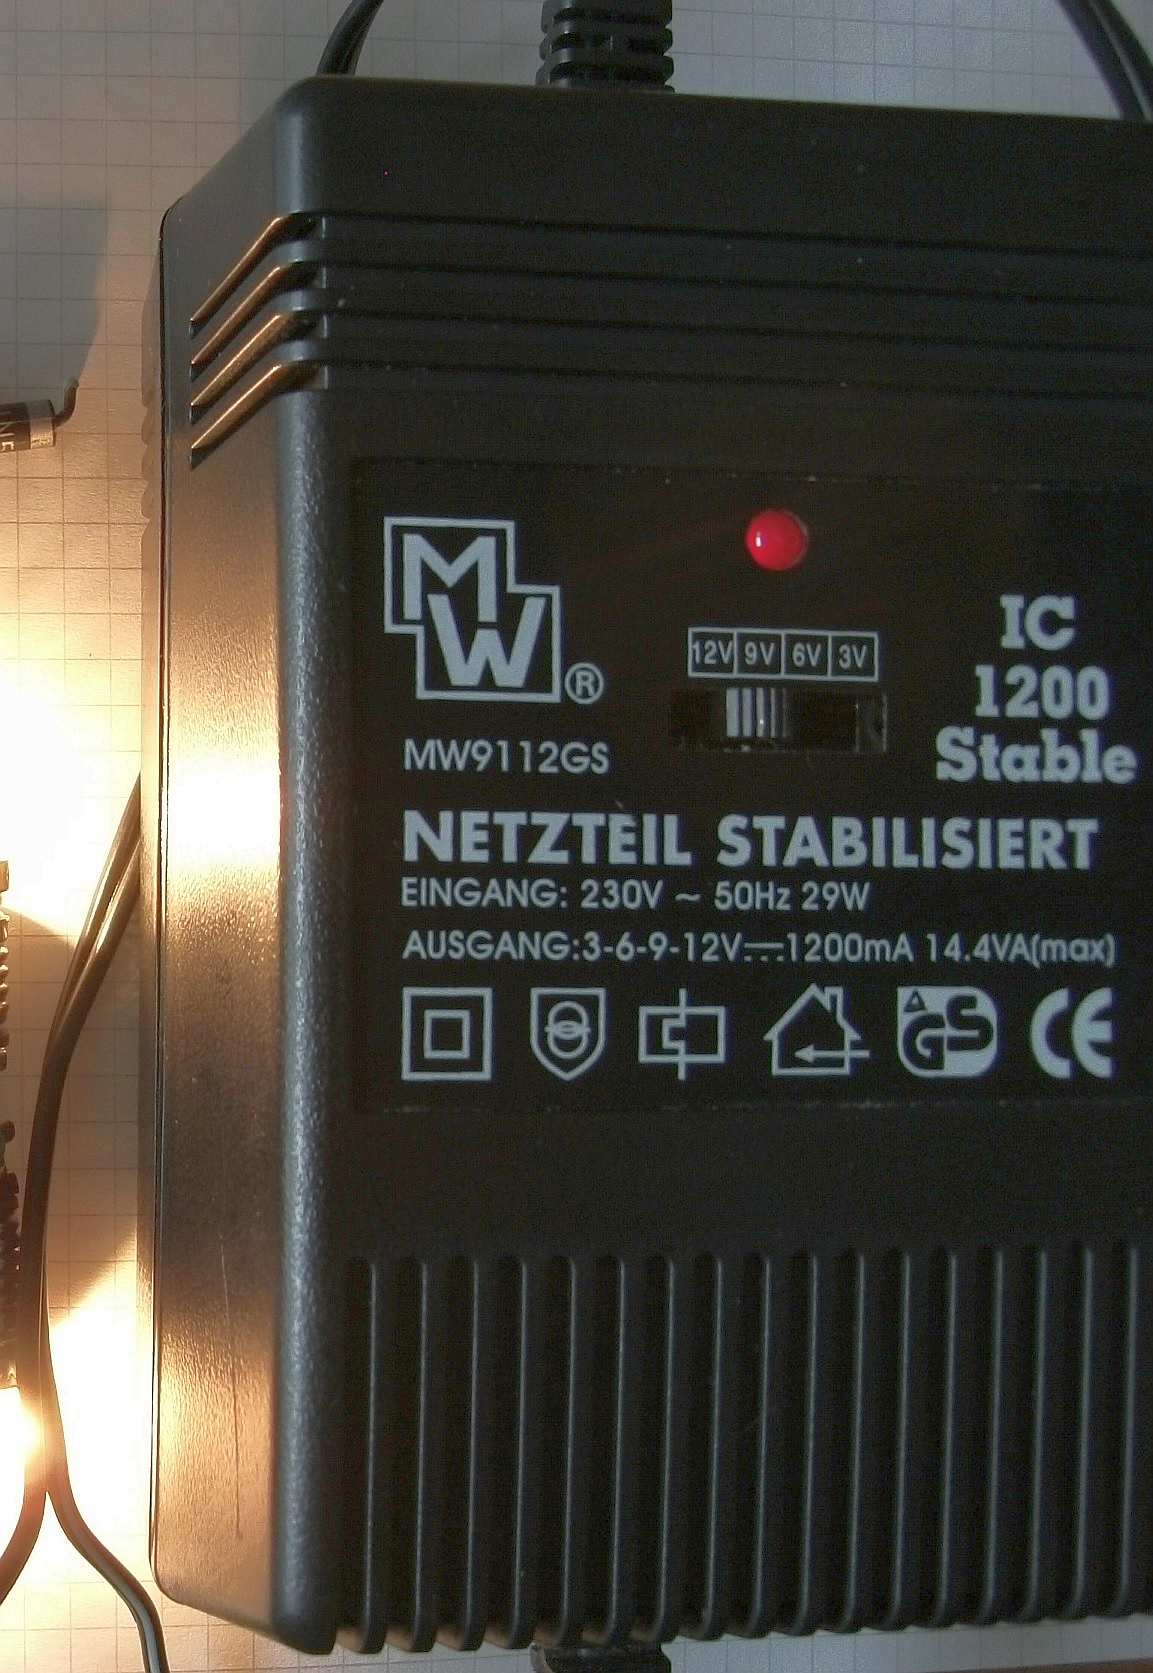 MW®
12V 9V 6V 3V
IC
1200
Stable
MW9112GS
NETZTEIL STABILISIERT
EINGANG: 230V ~ 50Hz 29W
AUSGANG:3-6-9-12V⎓1200mA 14.4VA(max)
GS CE